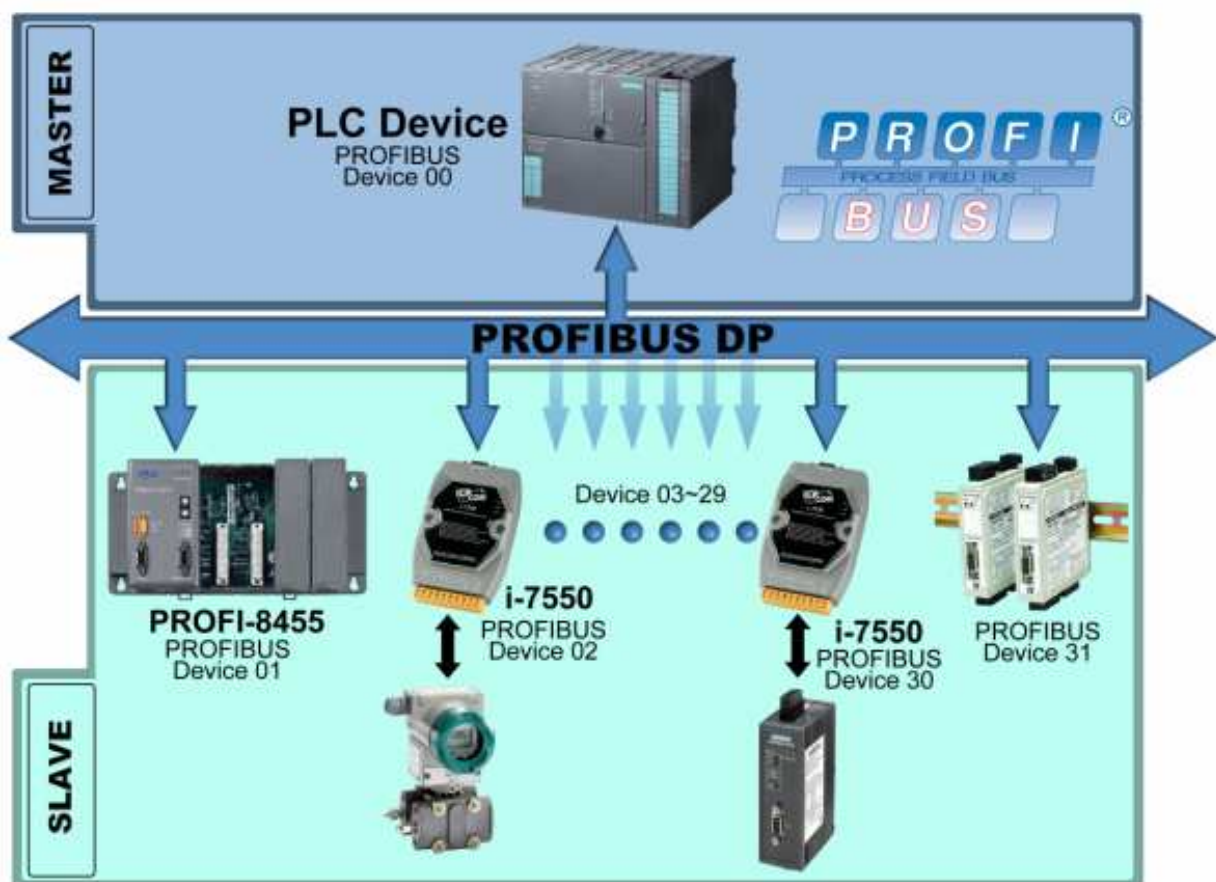 MASTER
PLC Device
PROFIBUS
Device 00
PROFI®
PROCESS FIELD BUS
BUS
PROFIBUS DP
Device 03~29
PROFI-8455
PROFIBUS
Device 01
i-7550
PROFIBUS
Device 02
i-7550
PROFIBUS
Device 30
PROFIBUS
Device 31
SLAVE